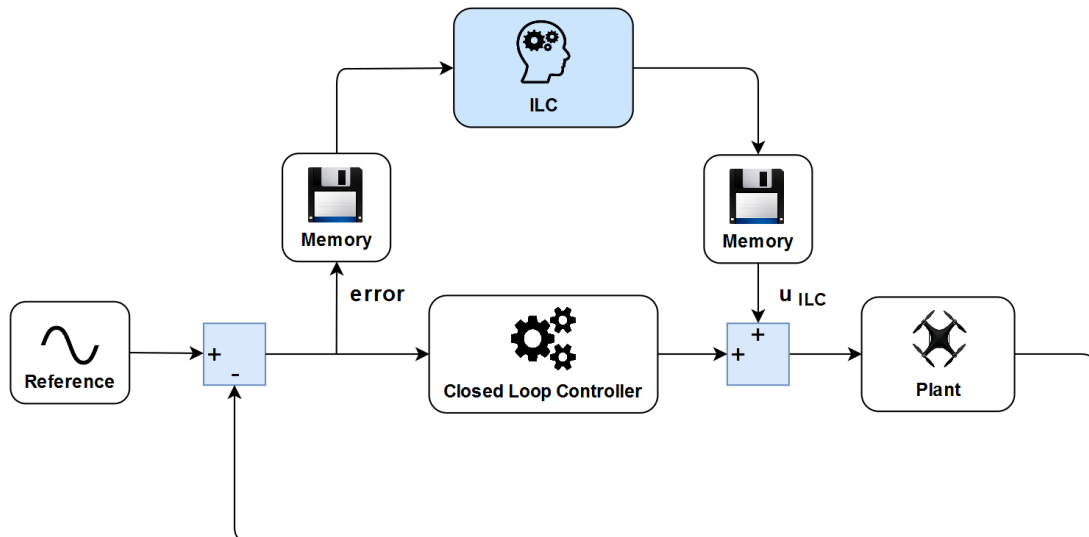 ILC
Memory
Memory
error
u ILC
Reference
+
-
Closed Loop Controller
+
+
Plant